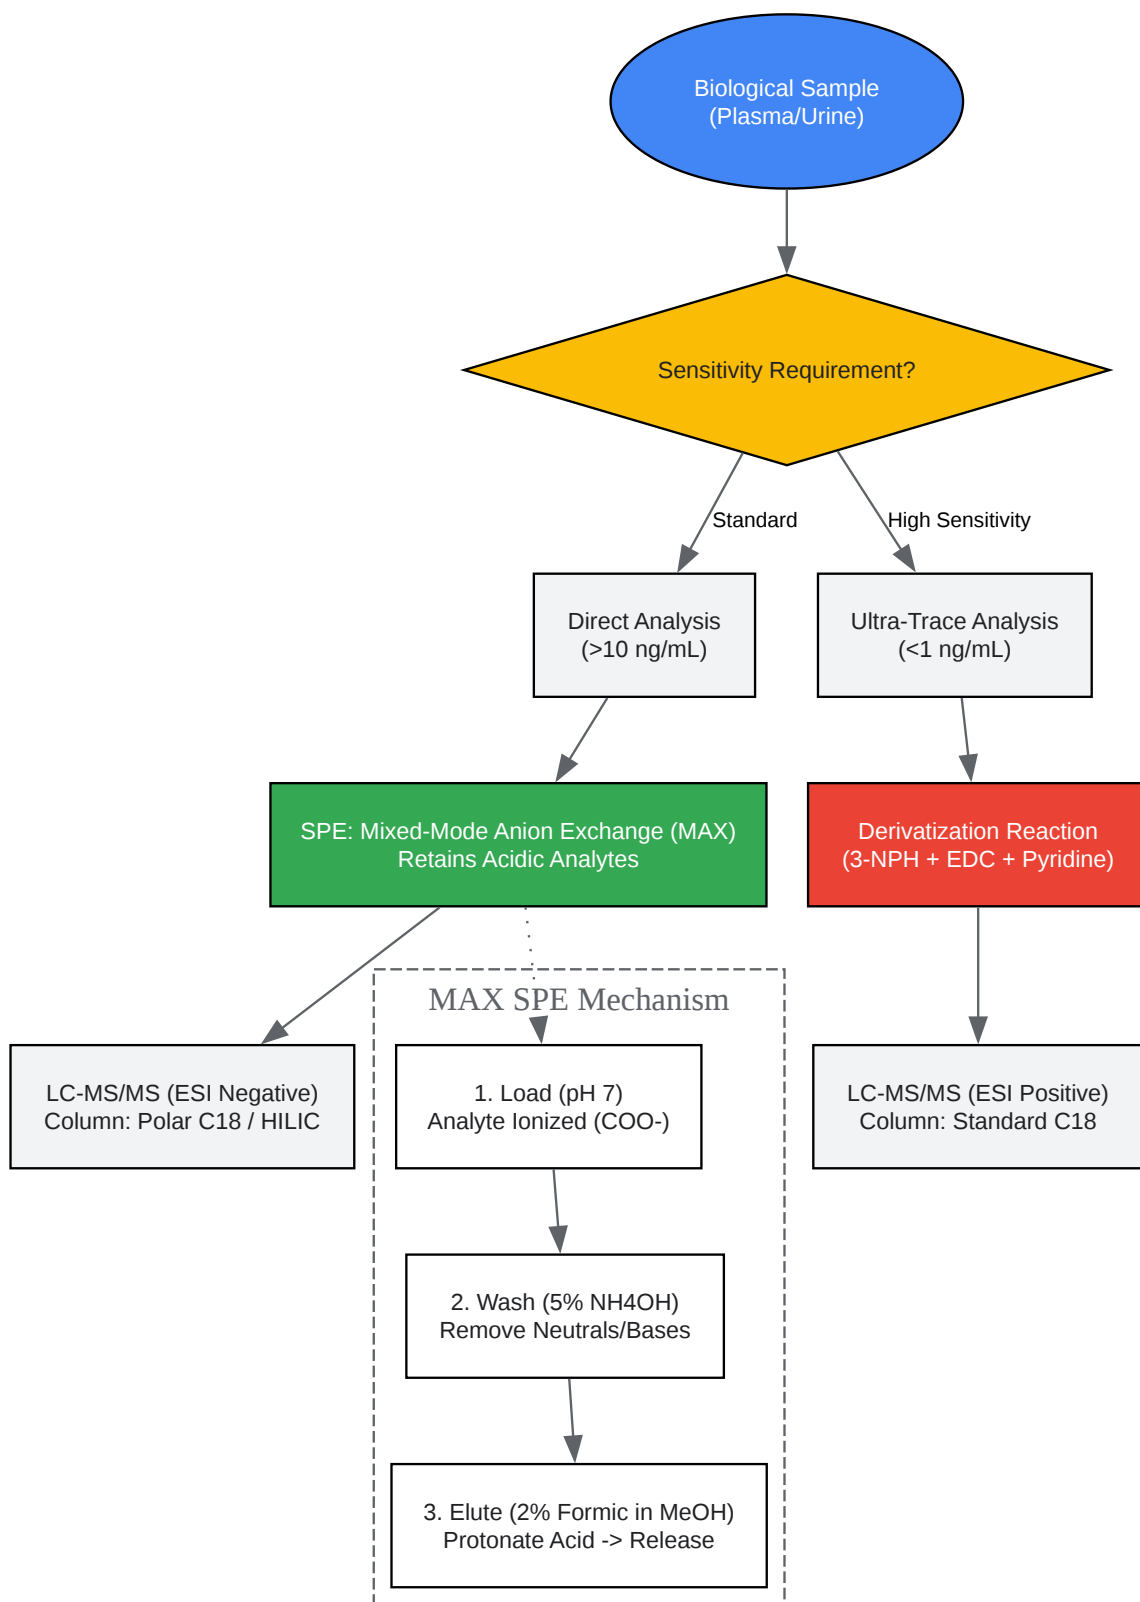 Biological Sample
(Plasma/Urine)
Sensitivity Requirement?
Standard
High Sensitivity
Direct Analysis
(>10 ng/mL)
Ultra-Trace Analysis
(<1 ng/mL)
SPE: Mixed-Mode Anion Exchange (MAX)
Retains Acidic Analytes
Derivatization Reaction
(3-NPH + EDC + Pyridine)
MAX SPE Mechanism
LC-MS/MS (ESI Negative)
Column: Polar C18 / HILIC
1. Load (pH 7)
Analyte Ionized (COO-)
LC-MS/MS (ESI Positive)
Column: Standard C18
2. Wash (5% NH4OH)
Remove Neutrals/Bases
3. Elute (2% Formic in MeOH)
Protonate Acid -> Release